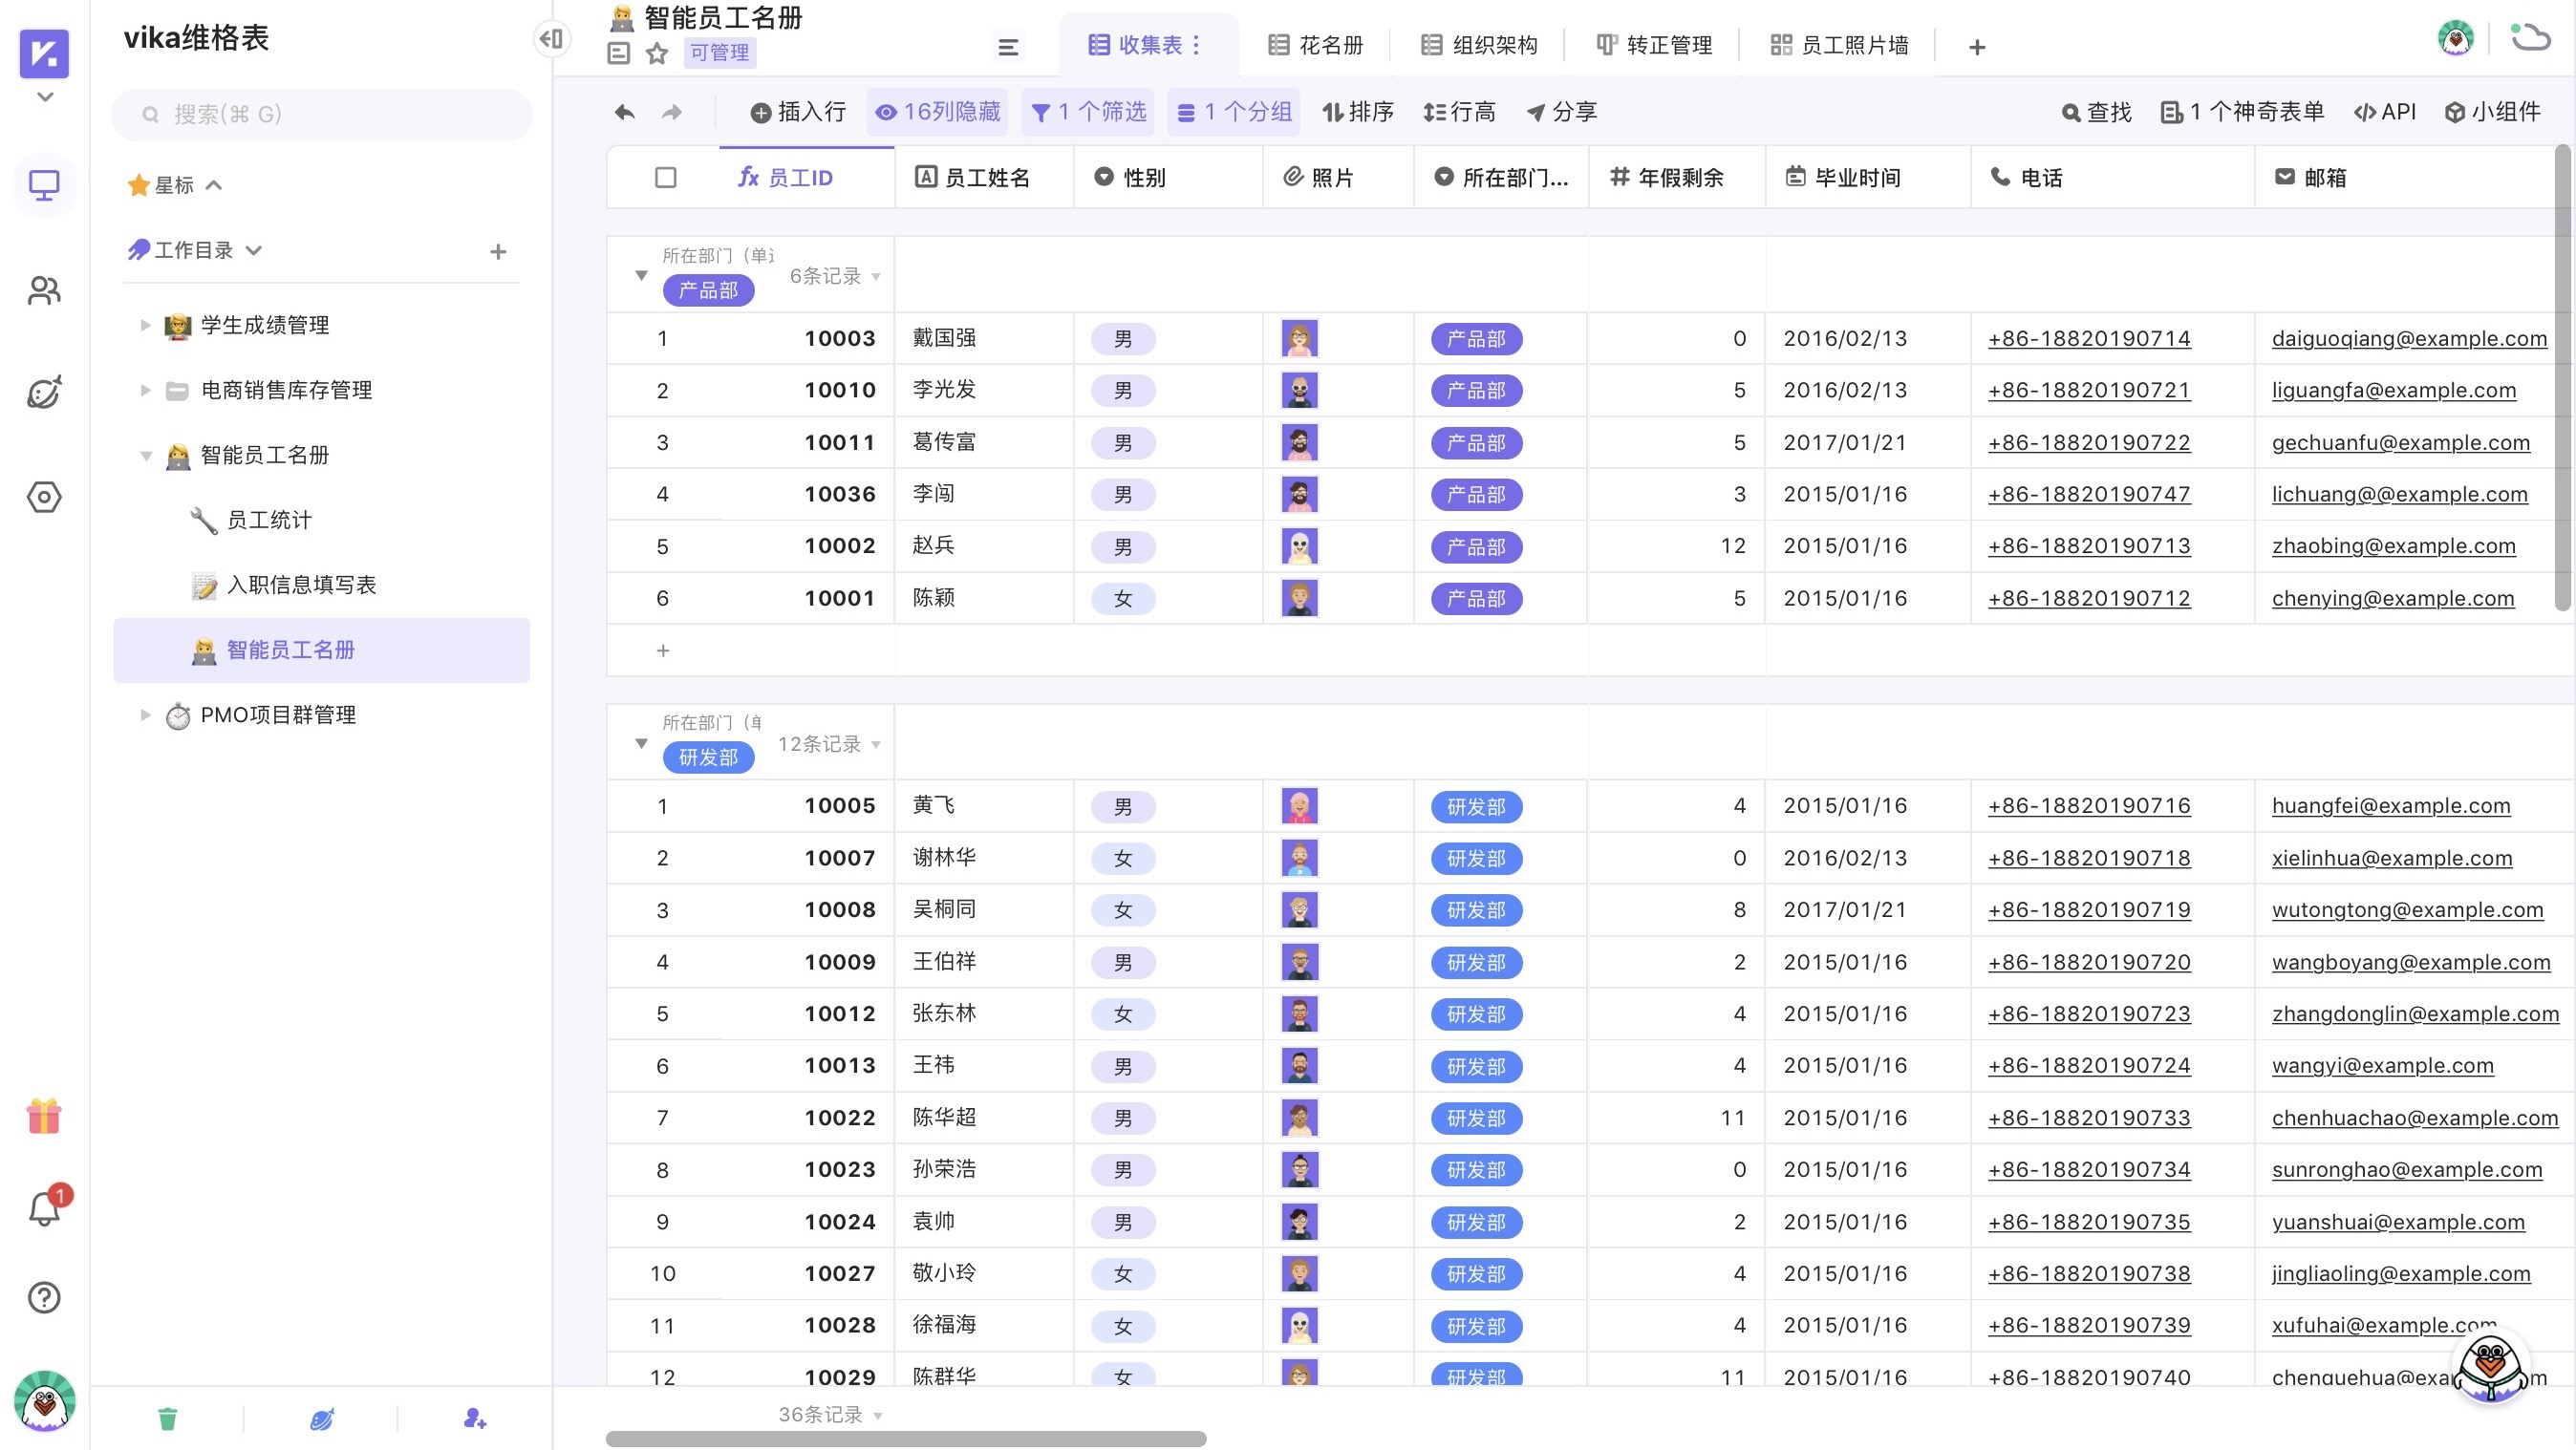 vika维格表
搜索(⌘ G)
星标
工作目录
学生成绩管理
电商销售库存管理
智能员工名册
员工统计
入职信息填写表
智能员工名册
PMO项目群管理
1
智能员工名册
可管理
收集表
花名册
组织架构
转正管理
员工照片墙
插入行 16列隐藏 1 个筛选 1 个分组 排序 行高 分享 查找 1 个神奇表单 API 小组件
员工ID 员工姓名 性别 照片 所在部门... 年假剩余 毕业时间 电话 邮箱
所在部门（单
产品部 6条记录
1 10003 戴国强 男 产品部 0 2016/02/13 +86-18820190714 daiguoqiang@example.com
2 10010 李光发 男 产品部 5 2016/02/13 +86-18820190721 liguangfa@example.com
3 10011 葛传富 男 产品部 5 2017/01/21 +86-18820190722 gechuanfu@example.com
4 10036 李闯 男 产品部 3 2015/01/16 +86-18820190747 lichuang@@example.com
5 10002 赵兵 男 产品部 12 2015/01/16 +86-18820190713 zhaobing@example.com
6 10001 陈颖 女 产品部 5 2015/01/16 +86-18820190712 chenying@example.com
所在部门（
研发部 12条记录
1 10005 黄飞 男 研发部 4 2015/01/16 +86-18820190716 huangfei@example.com
2 10007 谢林华 女 研发部 0 2016/02/13 +86-18820190718 xielinhua@example.com
3 10008 吴桐同 女 研发部 8 2017/01/21 +86-18820190719 wutongtong@example.com
4 10009 王伯祥 男 研发部 2 2015/01/16 +86-18820190720 wangboyang@example.com
5 10012 张东林 女 研发部 4 2015/01/16 +86-18820190723 zhangdonglin@example.com
6 10013 王祎 男 研发部 4 2015/01/16 +86-18820190724 wangyi@example.com
7 10022 陈华超 男 研发部 11 2015/01/16 +86-18820190733 chenhuachao@example.com
8 10023 孙荣浩 男 研发部 0 2015/01/16 +86-18820190734 sunronghao@example.com
9 10024 袁帅 男 研发部 2 2015/01/16 +86-18820190735 yuanshuai@example.com
10 10027 敬小玲 女 研发部 4 2015/01/16 +86-18820190738 jingliaoling@example.com
11 10028 徐福海 女 研发部 4 2015/01/16 +86-18820190739 xufuhai@example.com
12 10029 陈群华 女 研发部 11 2015/01/16 +86-18820190740
36条记录